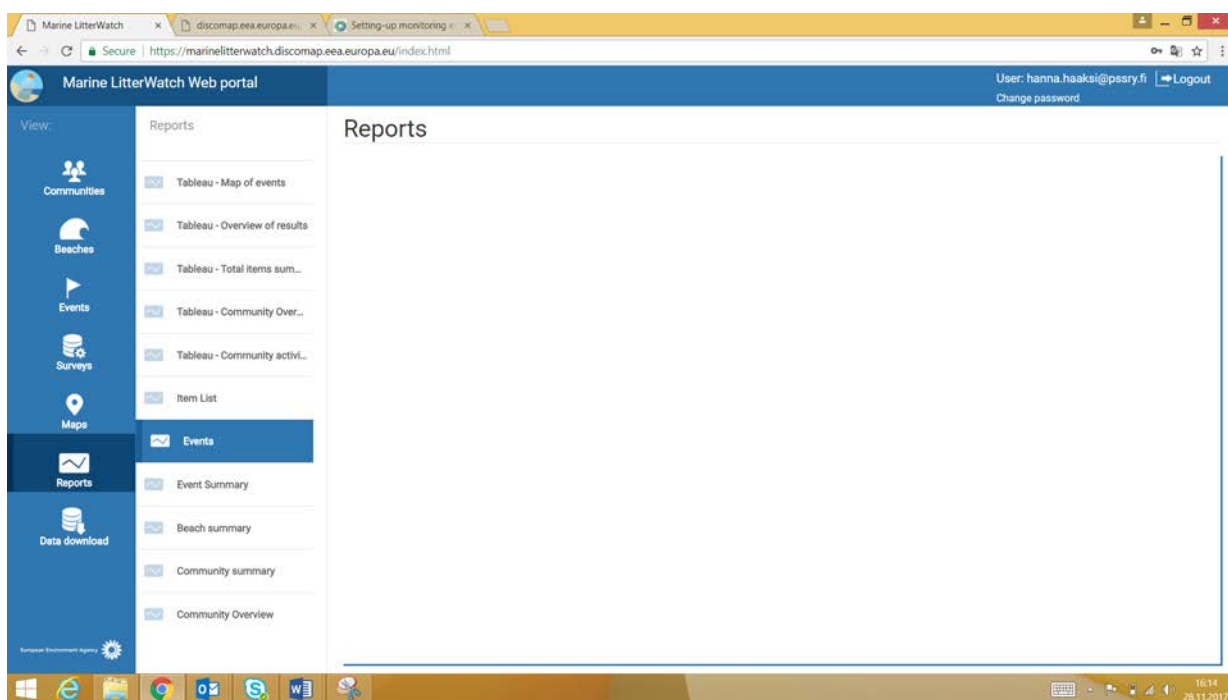 Marine LitterWatch
discomap.eea.europa.eu
Setting-up monitoring e
Secure https://marinelitterwatch.discomap.eea.europa.eu/index.html
Marine LitterWatch Web portal
User: hanna.haaksi@pssry.fi Logout
Change password
View:
Communities
Beaches
Events
Surveys
Maps
Reports
Data download
European Environment Agency
Reports
Tableau - Map of events
Tableau - Overview of results
Tableau - Total items sum...
Tableau - Community Over...
Tableau - Community activi...
Item List
Events
Event Summary
Beach summary
Community summary
Community Overview
Reports
16:14